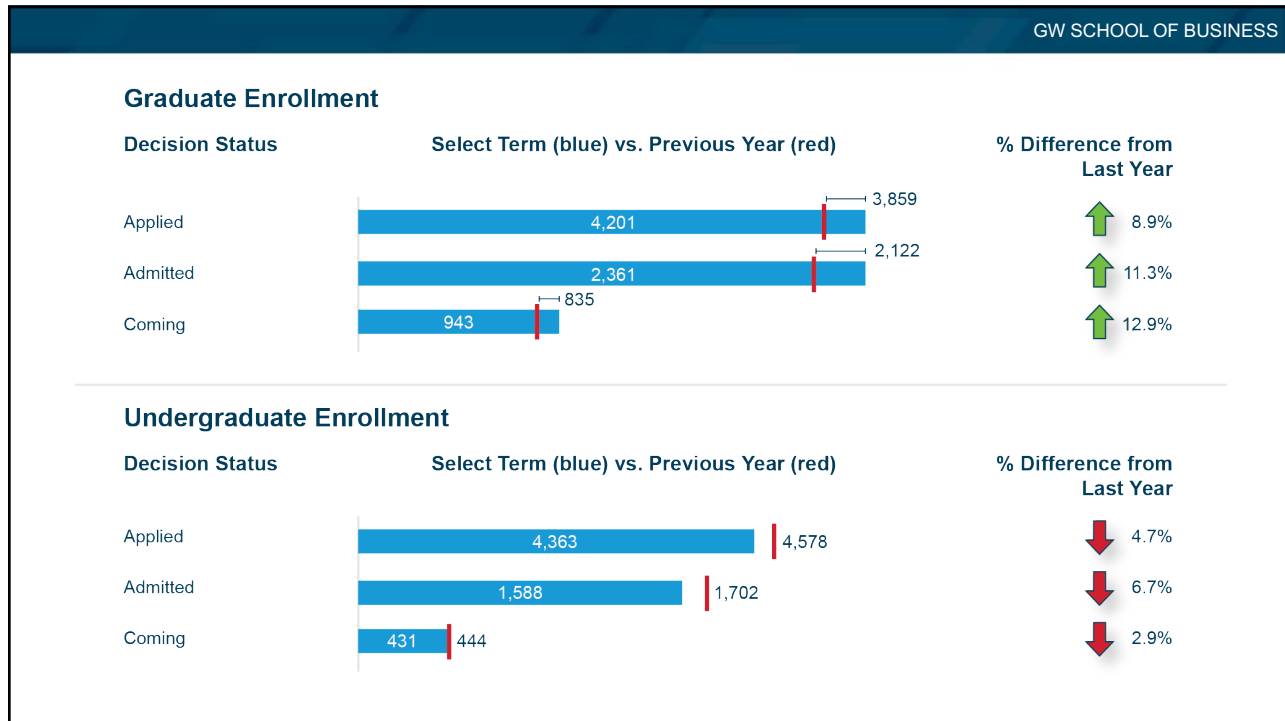 GW SCHOOL OF BUSINESS
Graduate Enrollment
Decision Status Select Term (blue) vs. Previous Year (red) % Difference from
Last Year
Applied 4,201 3,859 8.9%
Admitted 2,361 2,122 11.3%
Coming 943 835 12.9%
Undergraduate Enrollment
Decision Status Select Term (blue) vs. Previous Year (red) % Difference from
Last Year
Applied 4,363 4,578 4.7%
Admitted 1,588 1,702 6.7%
Coming 431 444 2.9%